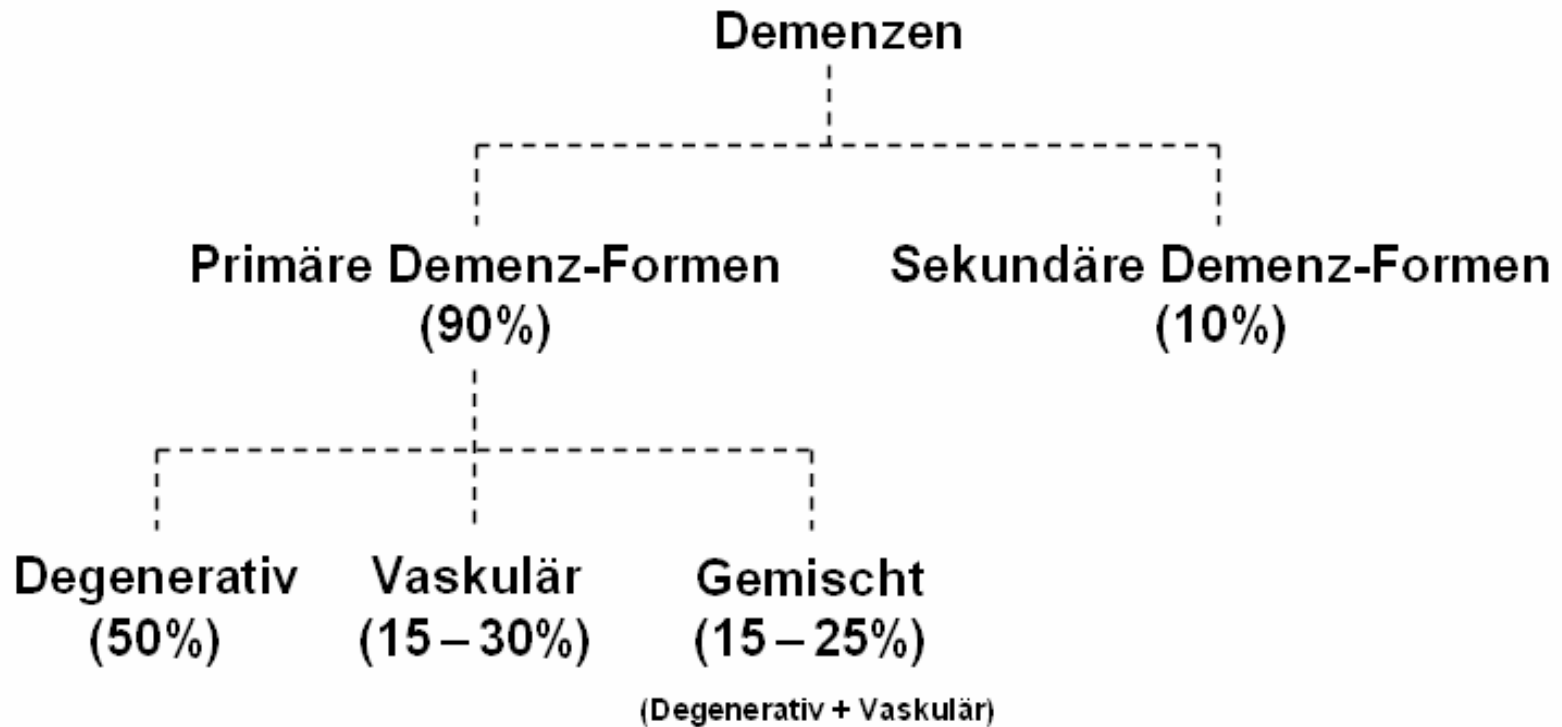 Demenzen
Primäre Demenz-Formen
(90%)
Sekundäre Demenz-Formen
(10%)
Degenerativ
(50%)
Vaskulär
(15 – 30%)
Gemischt
(15 – 25%)
(Degenerativ + Vaskulär)